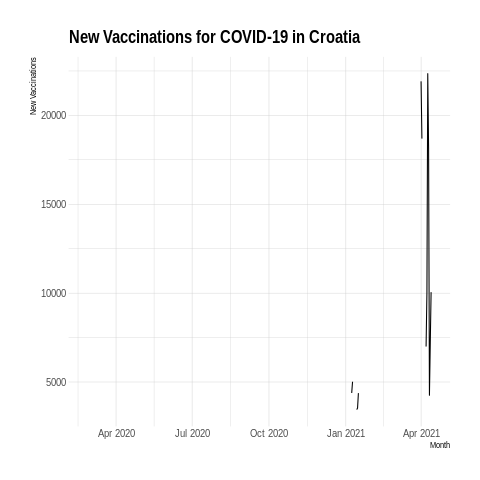 New Vaccinations for COVID-19 in Croatia
New Vaccinations
20000
15000
10000
5000
Apr 2020 Jul 2020 Oct 2020 Jan 2021 Apr 2021
Month